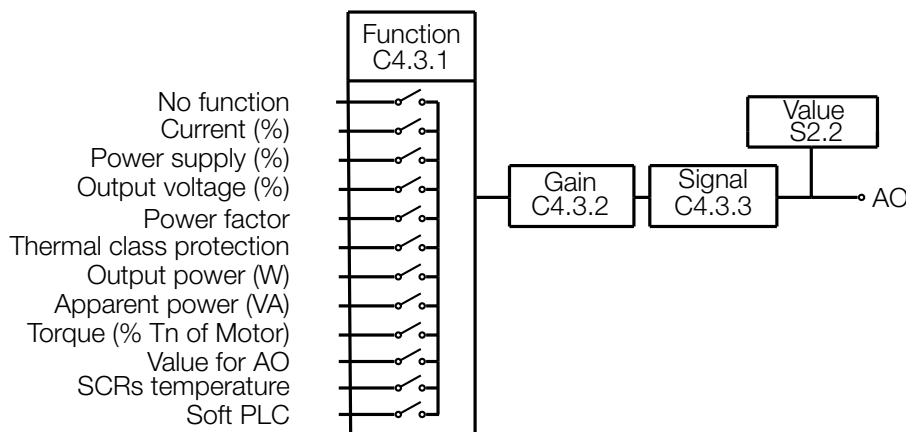 Function
C4.3.1
No function
Current (%)
Power supply (%)
Output voltage (%)
Power factor
Thermal class protection
Output power (W)
Apparent power (VA)
Torque (% Tn of Motor)
Value for AO
SCRs temperature
Soft PLC
Gain
C4.3.2
Signal
C4.3.3
Value
S2.2
AO